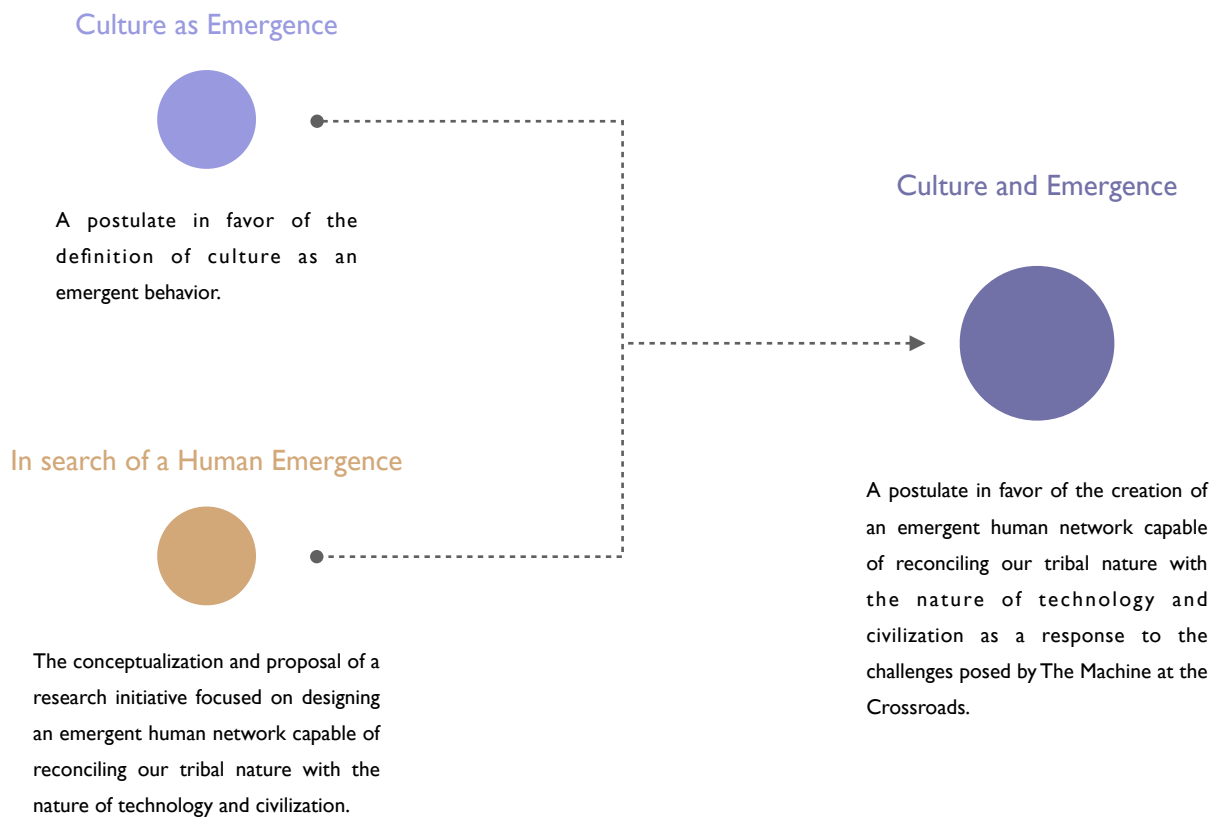 Culture as Emergence
A postulate in favor of the
definition of culture as an
emergent behavior.
In search of a Human Emergence
The conceptualization and proposal of a
research initiative focused on designing
an emergent human network capable of
reconciling our tribal nature with the
nature of technology and civilization.
Culture and Emergence
A postulate in favor of the creation of
an emergent human network capable
of reconciling our tribal nature with
the nature of technology and
civilization as a response to the
challenges posed by The Machine at the
Crossroads.